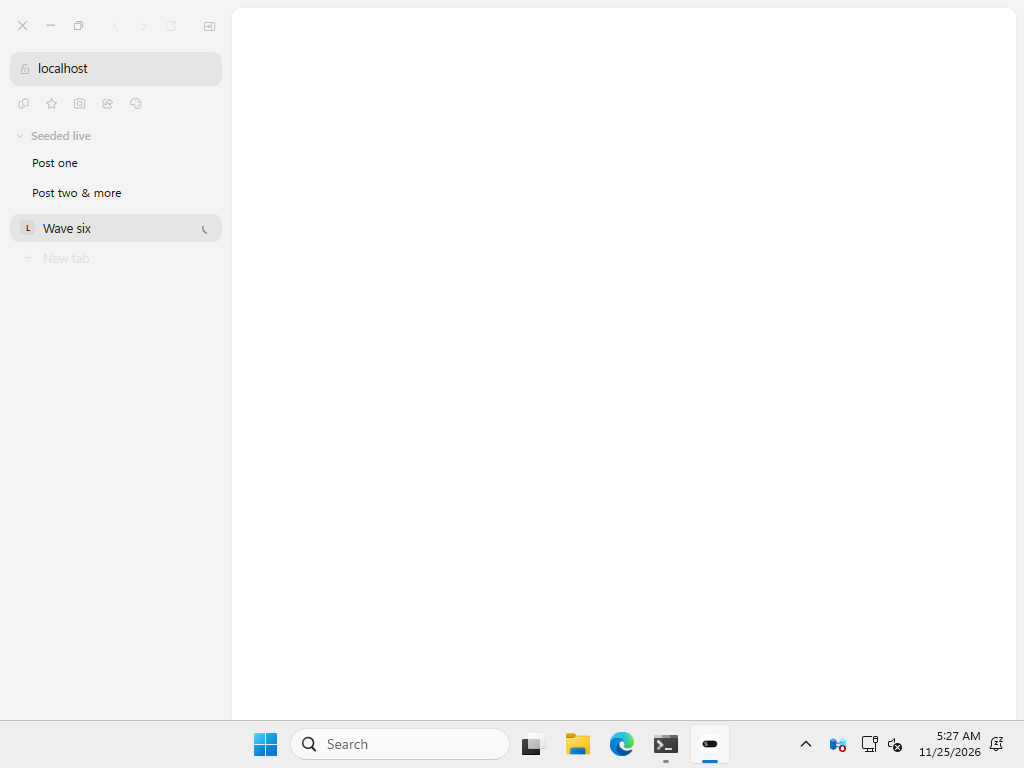 localhost
Seeded live
Post one
Post two & more
L Wave six
New tab
Search
5:27 AM
11/25/2026